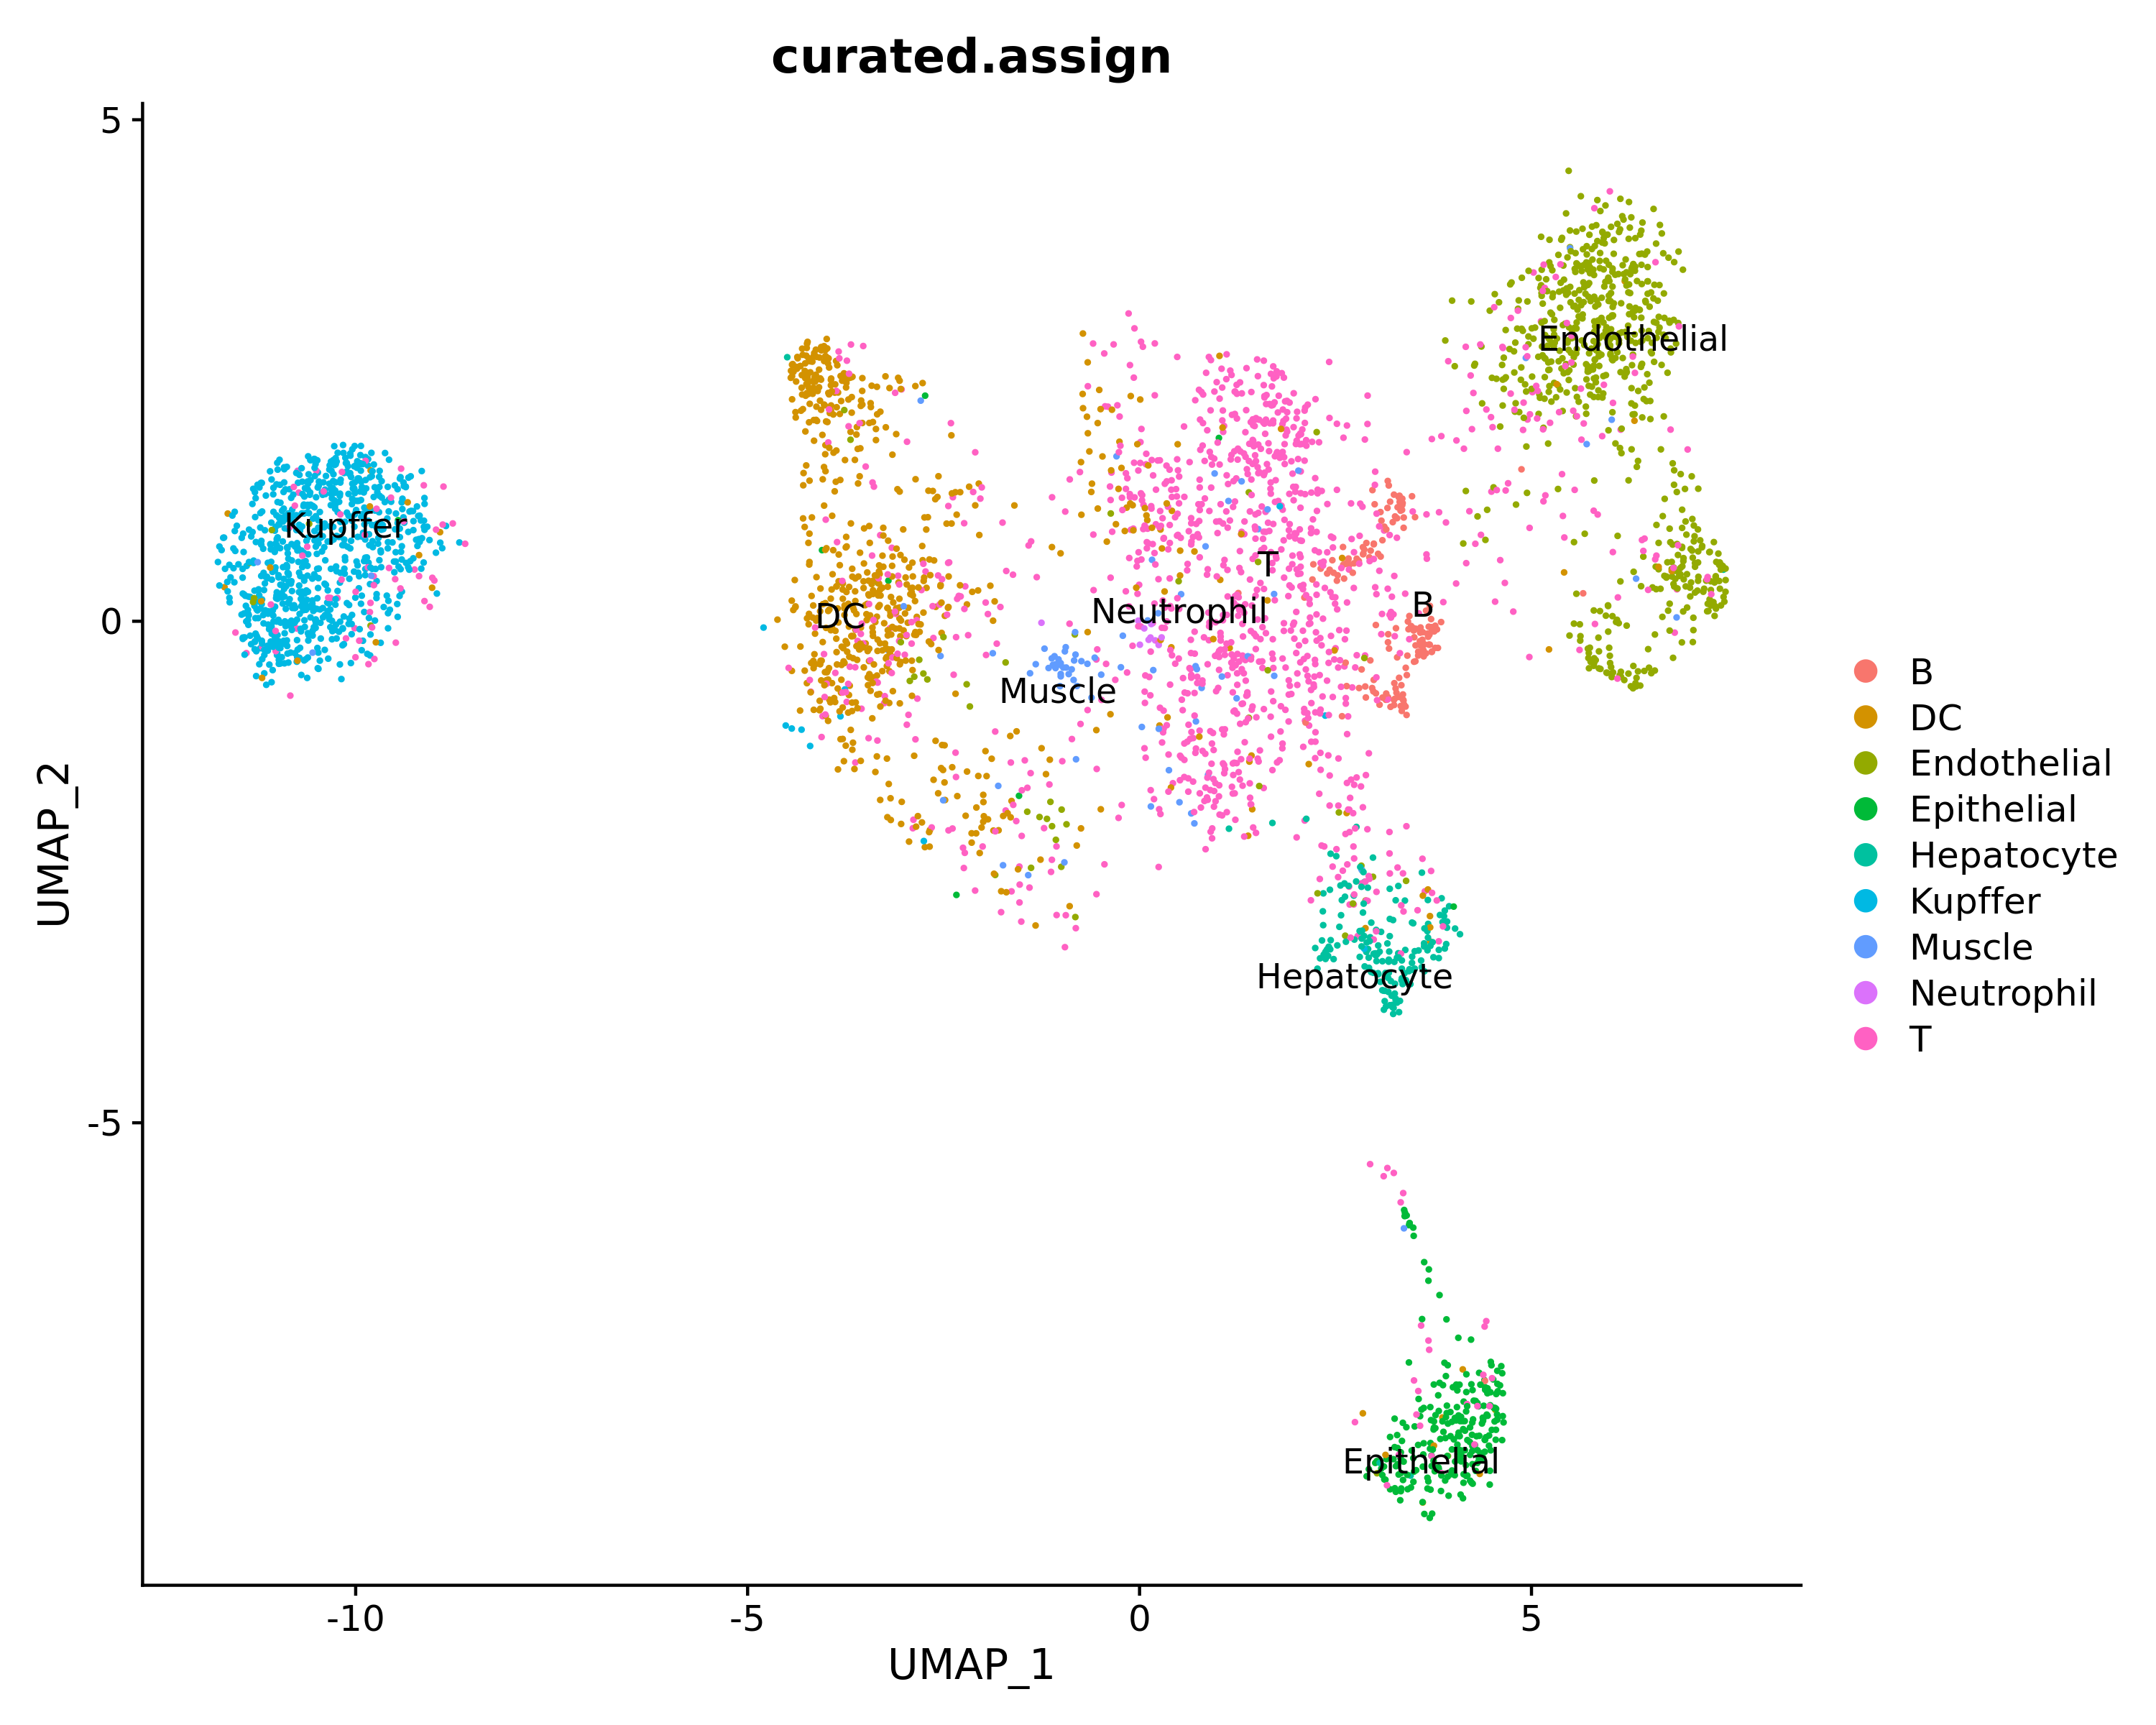 curated.assign
5
0
-5
UMAP_2
Endothelial
Kupffer
T
DC
Neutrophil
B
Muscle
Hepatocyte
Epithelial
B
DC
Endothelial
Epithelial
Hepatocyte
Kupffer
Muscle
Neutrophil
T
-10
-5
0
5
UMAP_1